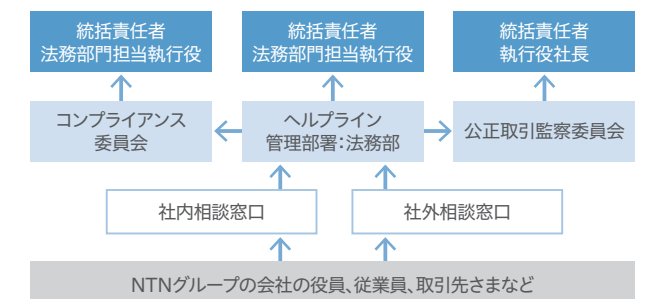 統括責任者
法務部門担当執行役
統括責任者
法務部門担当執行役
統括責任者
執行役社長
コンプライアンス
委員会
ヘルプライン
管理部署:法務部
公正取引監察委員会
社内相談窓口
社外相談窓口
NTNグループの会社の役員、従業員、取引先さまなど